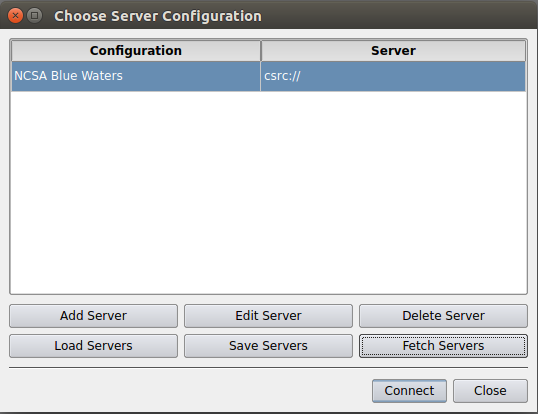 Choose Server Configuration
Configuration Server
NCSA Blue Waters csrc://
Add Server Edit Server Delete Server
Load Servers Save Servers Fetch Servers
Connect Close